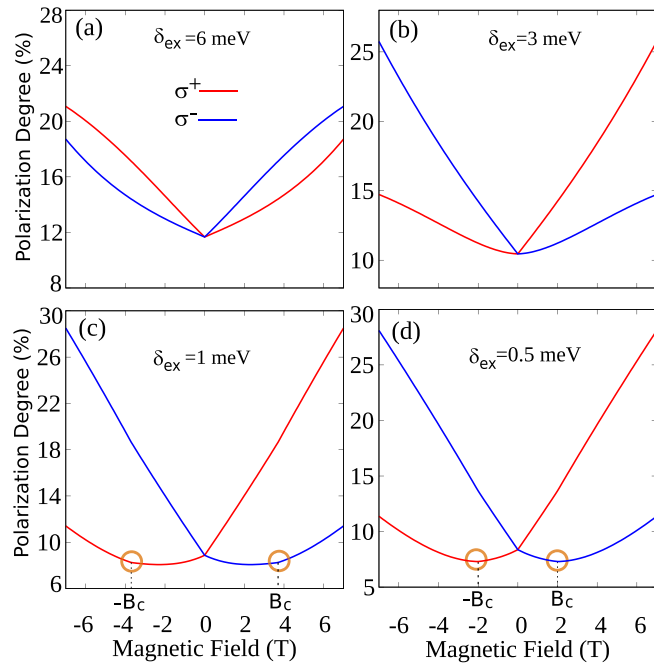 28
(a)
δex =6 meV
24
σ+
σ-
20
16
12
8
Polarization Degree (%)
(b)
δex =3 meV
25
20
15
10
30
(c)
δex =1 meV
26
22
18
14
10
6
Polarization Degree (%)
-Bc
Bc
-6 -4 -2 0 2 4 6
Magnetic Field (T)
30
(d)
δex=0.5 meV
25
20
15
10
5
-Bc
Bc
-6 -4 -2 0 2 4 6
Magnetic Field (T)